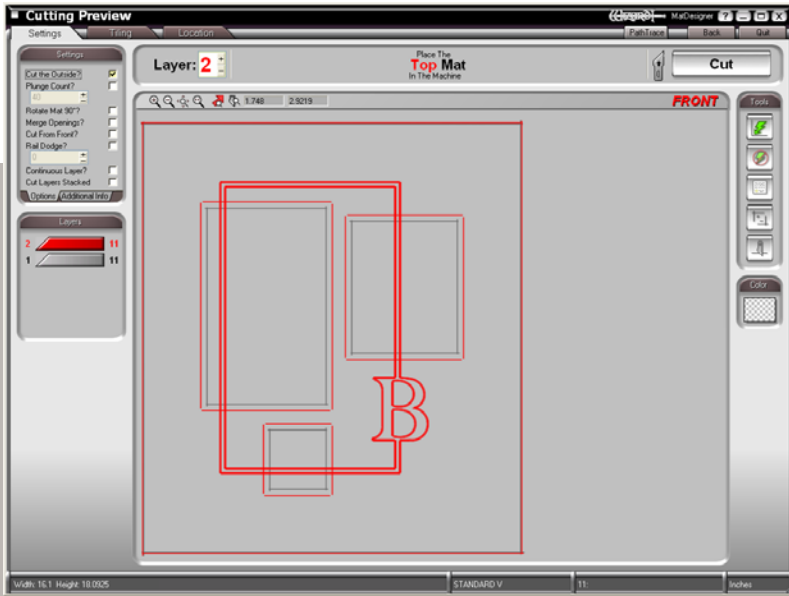 Cutting Preview
MatDesigner
Settings
Tiling
Location
PathTrace
Back
Quit
Settings
Cut the Outside?
Plunge Count?
40
Rotate Mat 90°?
Merge Openings?
Cut From Front?
Rail Dodge?
0
Continuous Layer?
Cut Layers Stacked
Options
Additional Info
Layers
2 11
1 11
Layer: 2
Place The
Top Mat
In The Machine
Cut
1.748 2.9219
FRONT
B
Tools
Color
Width: 16.1 Height: 18.0925
STANDARD V
11:
Inches